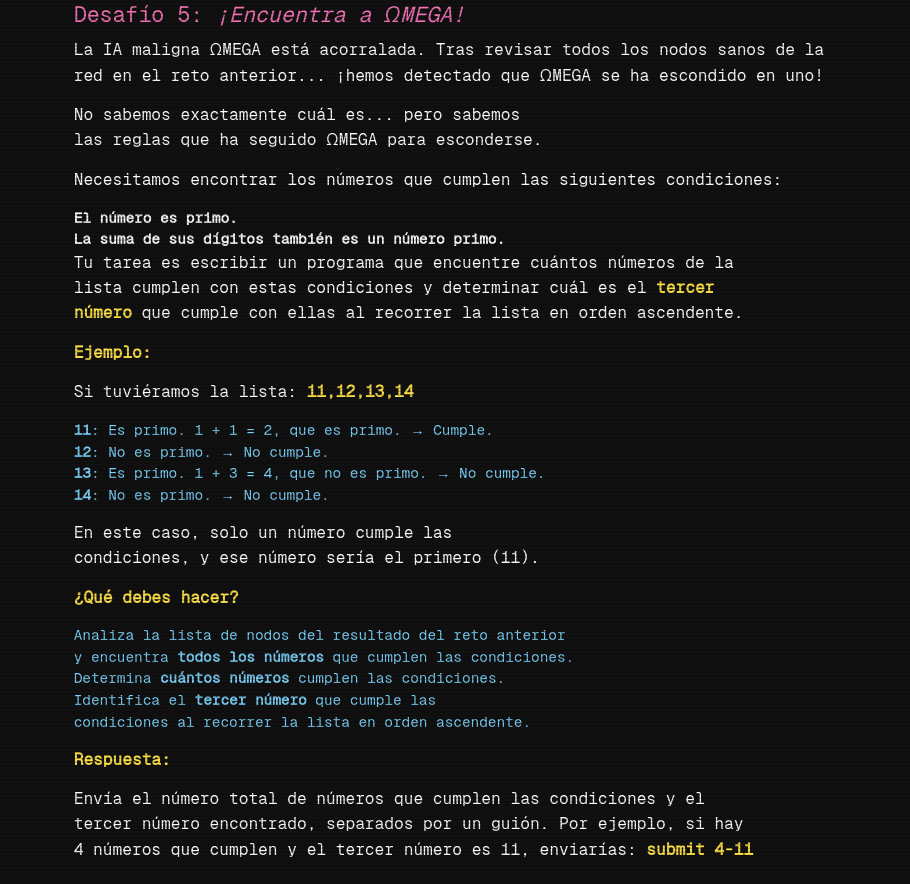 Desafío 5: ¡Encuentra a ΩMEGA!
La IA maligna ΩMEGA está acorralada. Tras revisar todos los nodos sanos de la
red en el reto anterior... ¡hemos detectado que ΩMEGA se ha escondido en uno!
No sabemos exactamente cuál es... pero sabemos
las reglas que ha seguido ΩMEGA para esconderse.
Necesitamos encontrar los números que cumplen las siguientes condiciones:
El número es primo.
La suma de sus dígitos también es un número primo.
Tu tarea es escribir un programa que encuentre cuántos números de la
lista cumplen con estas condiciones y determinar cuál es el tercer
número que cumple con ellas al recorrer la lista en orden ascendente.
Ejemplo:
Si tuviéramos la lista: 11,12,13,14
11: Es primo. 1 + 1 = 2, que es primo. → Cumple.
12: No es primo. → No cumple.
13: Es primo. 1 + 3 = 4, que no es primo. → No cumple.
14: No es primo. → No cumple.
En este caso, solo un número cumple las
condiciones, y ese número sería el primero (11).
¿Qué debes hacer?
Analiza la lista de nodos del resultado del reto anterior
y encuentra todos los números que cumplen las condiciones.
Determina cuántos números cumplen las condiciones.
Identifica el tercer número que cumple las
condiciones al recorrer la lista en orden ascendente.
Respuesta:
Envía el número total de números que cumplen las condiciones y el
tercer número encontrado, separados por un guión. Por ejemplo, si hay
4 números que cumplen y el tercer número es 11, enviarías: submit 4-11